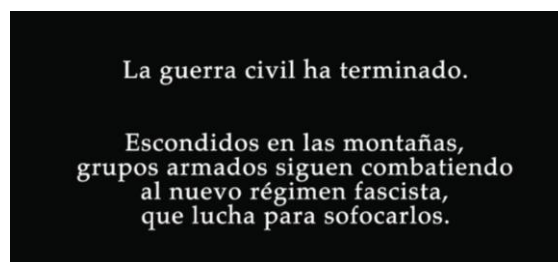 La guerra civil ha terminado.
Escondidos en las montañas,
grupos armados siguen combatiendo
al nuevo régimen fascista,
que lucha para sofocarlos.